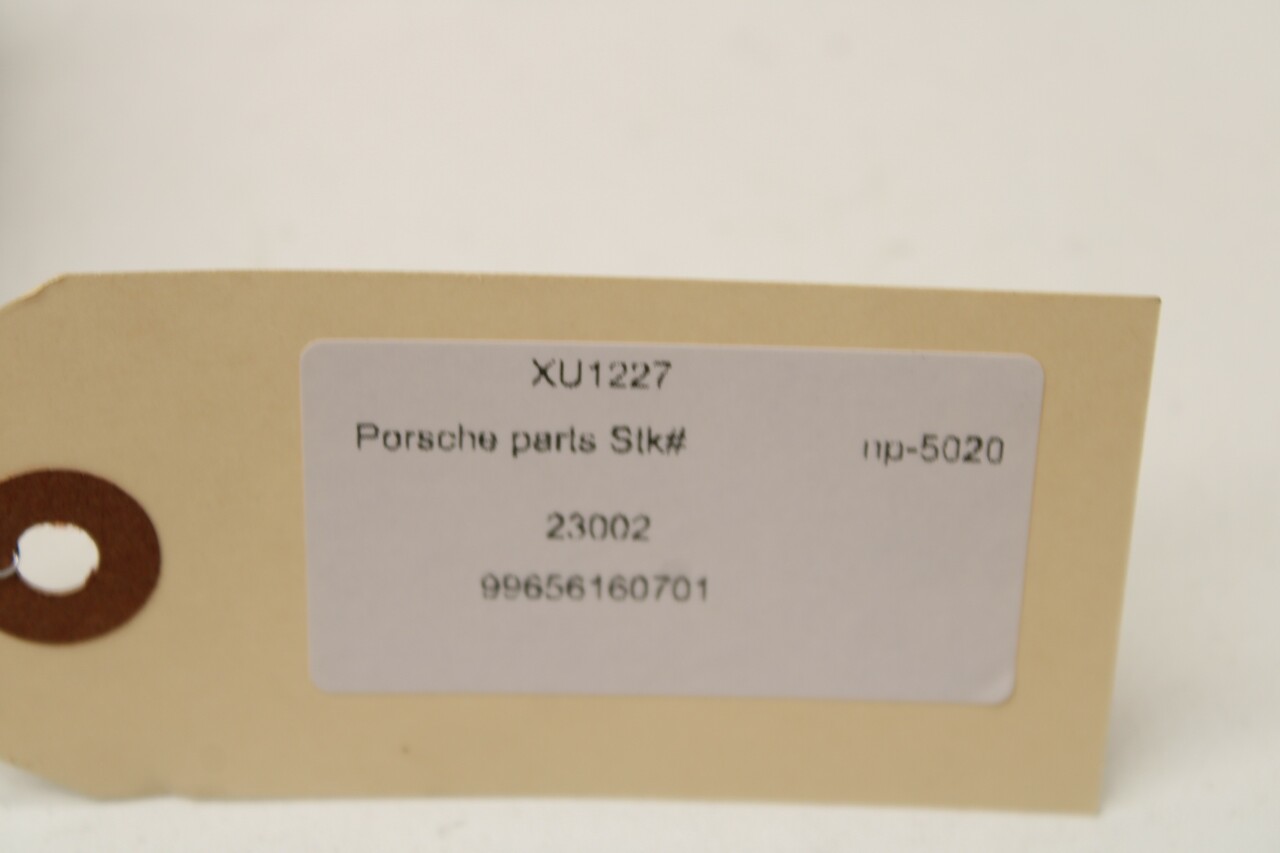 XU1227
Porsche parts Stk# np-5020
23002
99656160701